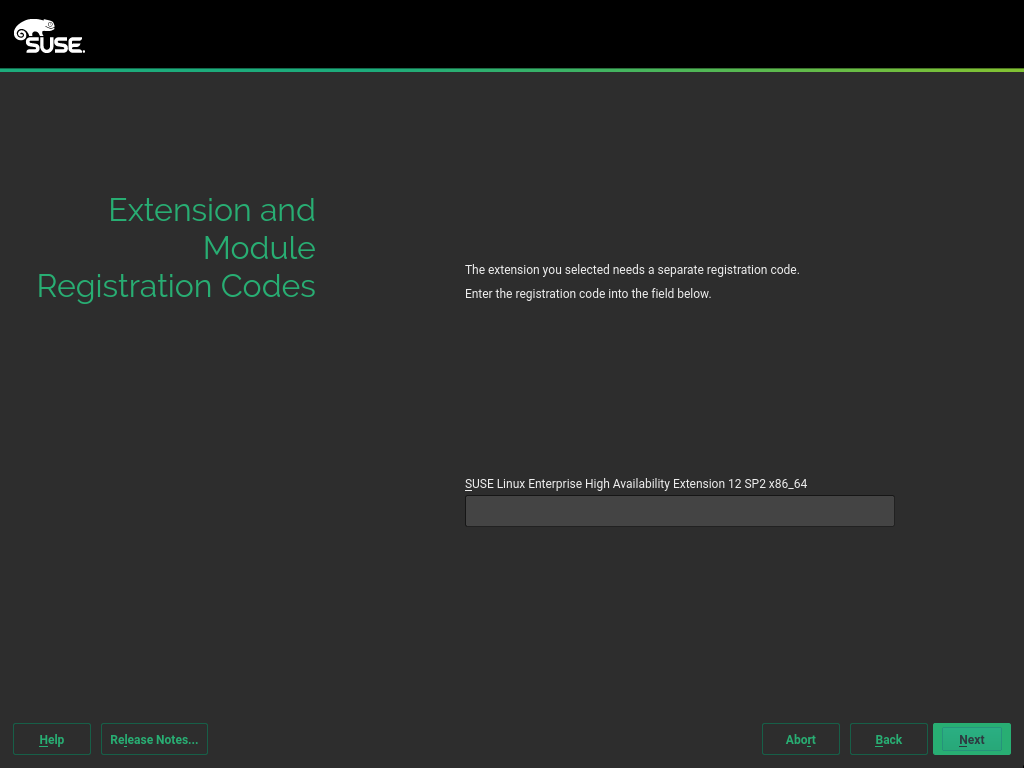 SUSE.
Extension and
Module
Registration Codes
The extension you selected needs a separate registration code.
Enter the registration code into the field below.
SUSE Linux Enterprise High Availability Extension 12 SP2 x86_64
Help
Release Notes...
Abort
Back
Next